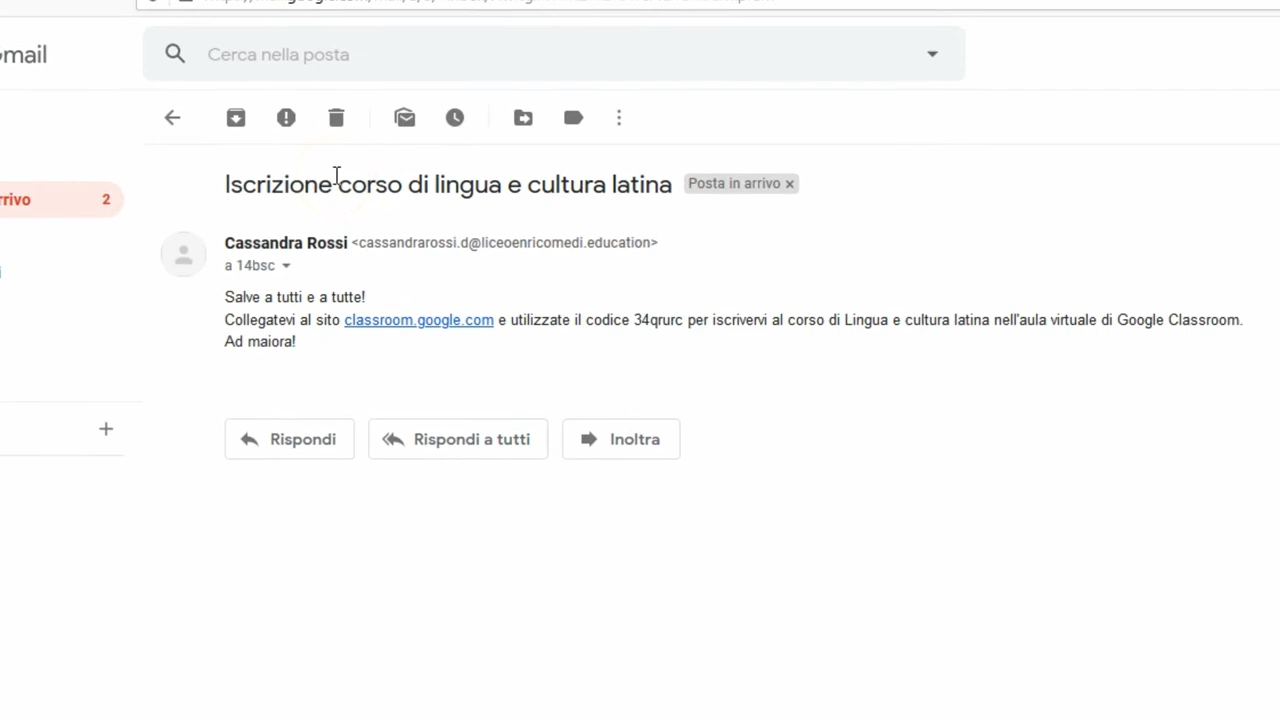 mail
Cerca nella posta
Iscrizione corso di lingua e cultura latina Posta in arrivo x
rrivo 2
Cassandra Rossi <cassandrarossi.d@liceoenricomedi.education>
a 14bsc
Salve a tutti e a tutte!
Collegatevi al sito classroom.google.com e utilizzate il codice 34qrurc per iscrivervi al corso di Lingua e cultura latina nell'aula virtuale di Google Classroom.
Ad maiora!
Rispondi Rispondi a tutti Inoltra